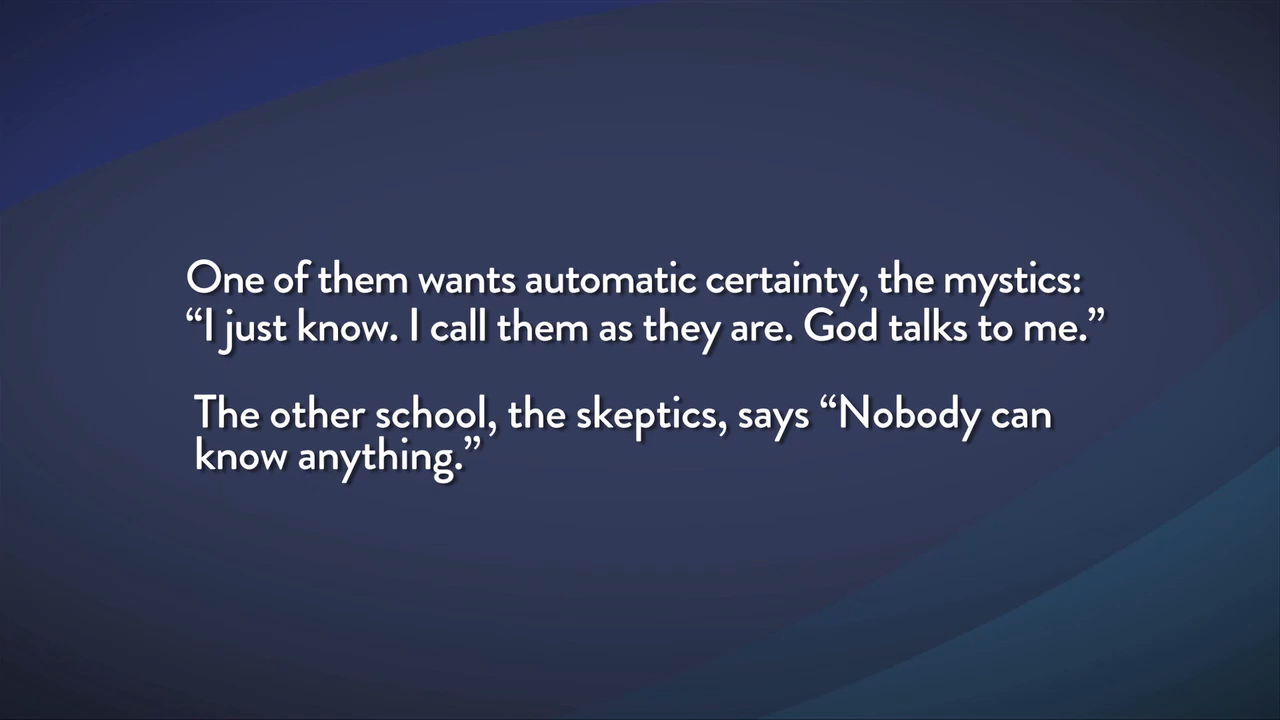 One of them wants automatic certainty, the mystics:
“I just know. I call them as they are. God talks to me.”
The other school, the skeptics, says “Nobody can
know anything.”